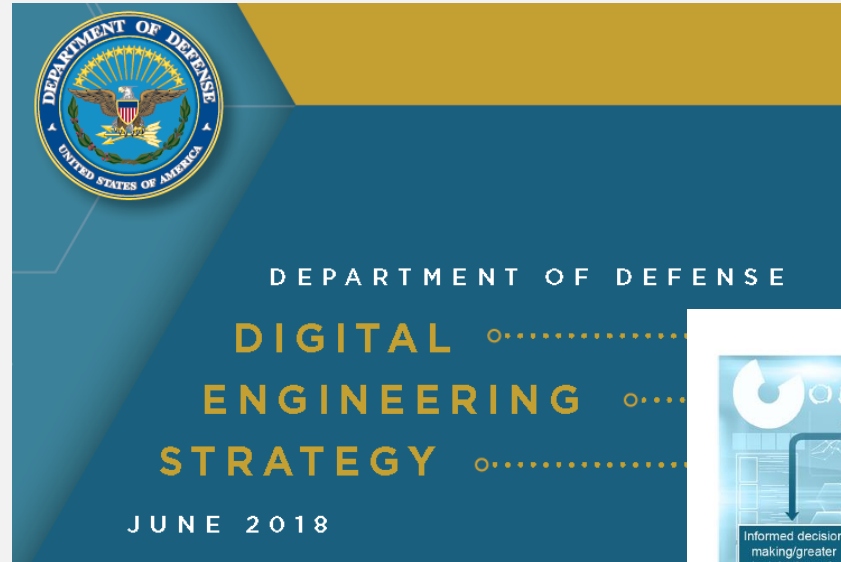 DEPARTMENT OF DEFENSE
UNITED STATES OF AMERICA
DEPARTMENT OF DEFENSE
DIGITAL
ENGINEERING
STRATEGY
JUNE 2018
Informed decision
making/greater